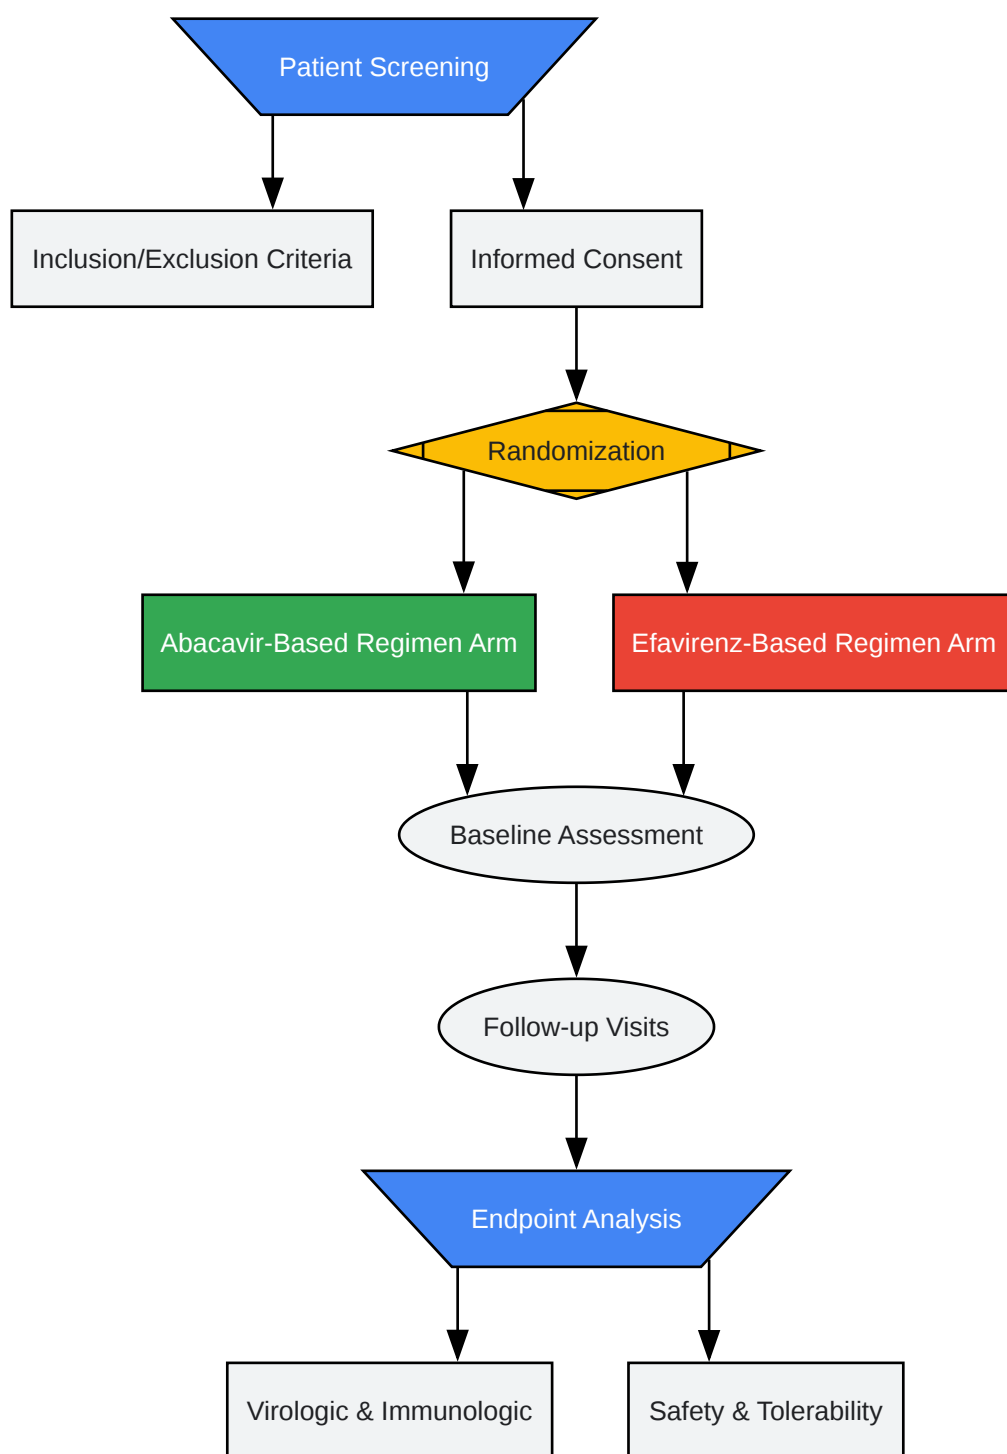 Patient Screening
Inclusion/Exclusion Criteria
Informed Consent
Randomization
Abacavir-Based Regimen Arm
Efavirenz-Based Regimen Arm
Baseline Assessment
Follow-up Visits
Endpoint Analysis
Virologic & Immunologic
Safety & Tolerability